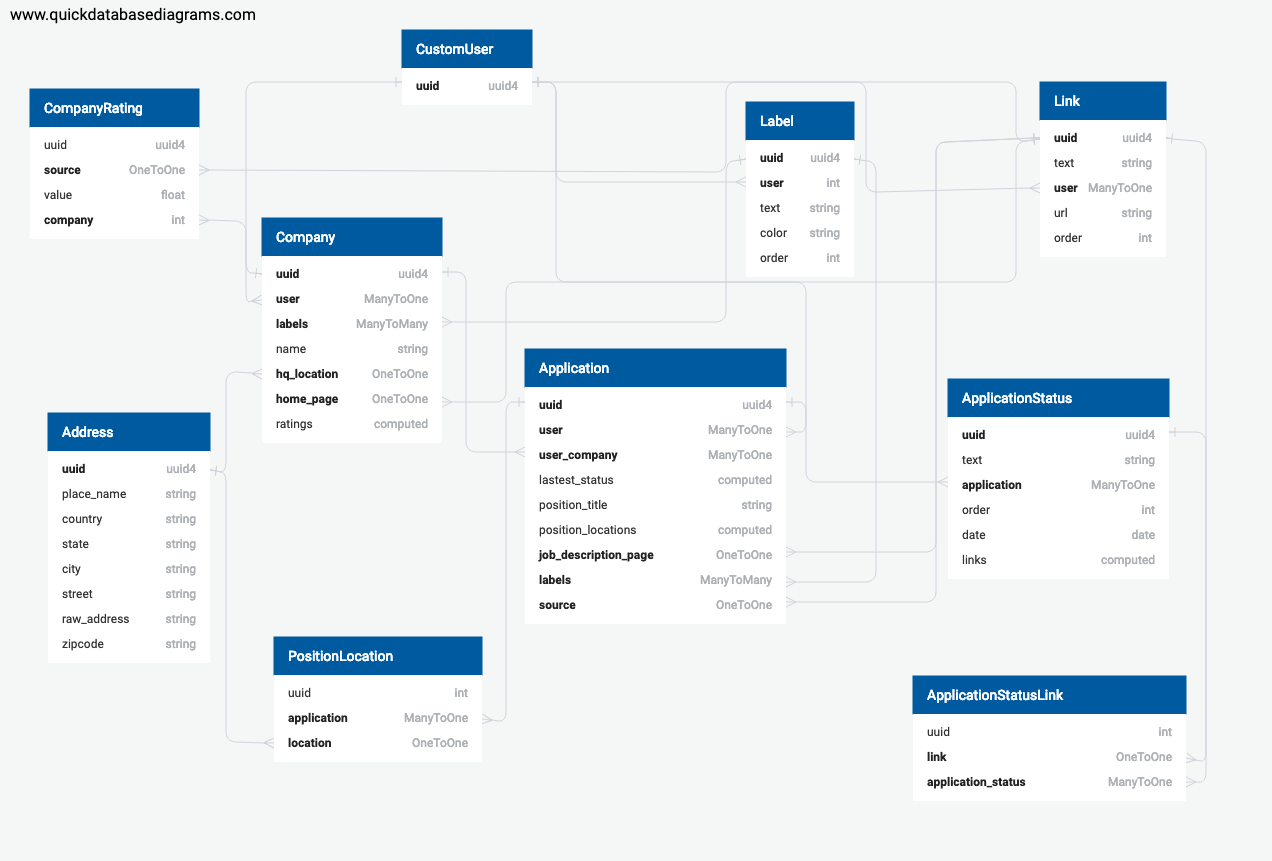 www.quickdatabasediagrams.com
CustomUser
uuid uuid4
CompanyRating
uuid uuid4
source OneToOne
value float
company int
Label
uuid uuid4
user int
text string
color string
order int
Link
uuid uuid4
text string
user ManyToOne
url string
order int
Company
uuid uuid4
user ManyToOne
labels ManyToMany
name string
hq_location OneToOne
home_page OneToOne
ratings computed
Application
uuid uuid4
user ManyToOne
user_company ManyToOne
lastest_status computed
position_title string
position_locations computed
job_description_page OneToOne
labels ManyToMany
source OneToOne
ApplicationStatus
uuid uuid4
text string
application ManyToOne
order int
date date
links computed
Address
uuid uuid4
place_name string
country string
state string
city string
street string
raw_address string
zipcode string
PositionLocation
uuid int
application ManyToOne
location OneToOne
ApplicationStatusLink
uuid int
link OneToOne
application_status ManyToOne